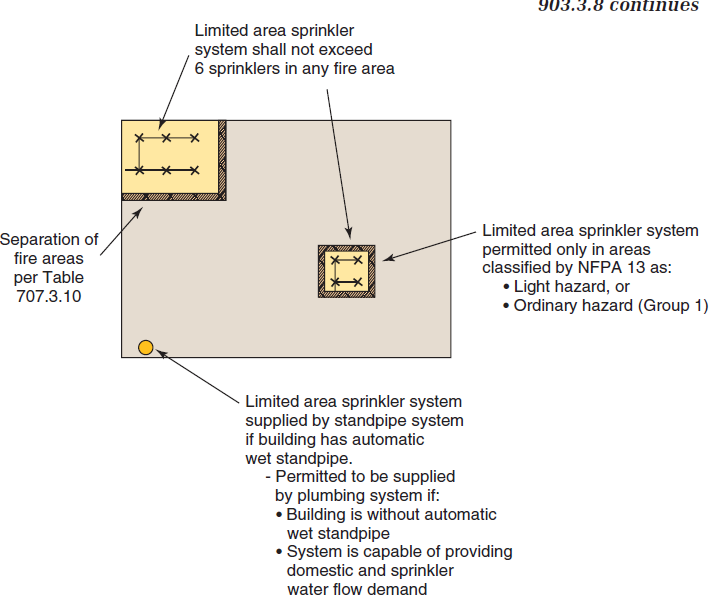 903.3.8 continues
Limited area sprinkler
system shall not exceed
6 sprinklers in any fire area
Separation of
fire areas
per Table
707.3.10
Limited area sprinkler system
permitted only in areas
classified by NFPA 13 as:
• Light hazard, or
• Ordinary hazard (Group 1)
Limited area sprinkler system
supplied by standpipe system
if building has automatic
wet standpipe.
- Permitted to be supplied
by plumbing system if:
• Building is without automatic
wet standpipe
• System is capable of providing
domestic and sprinkler
water flow demand